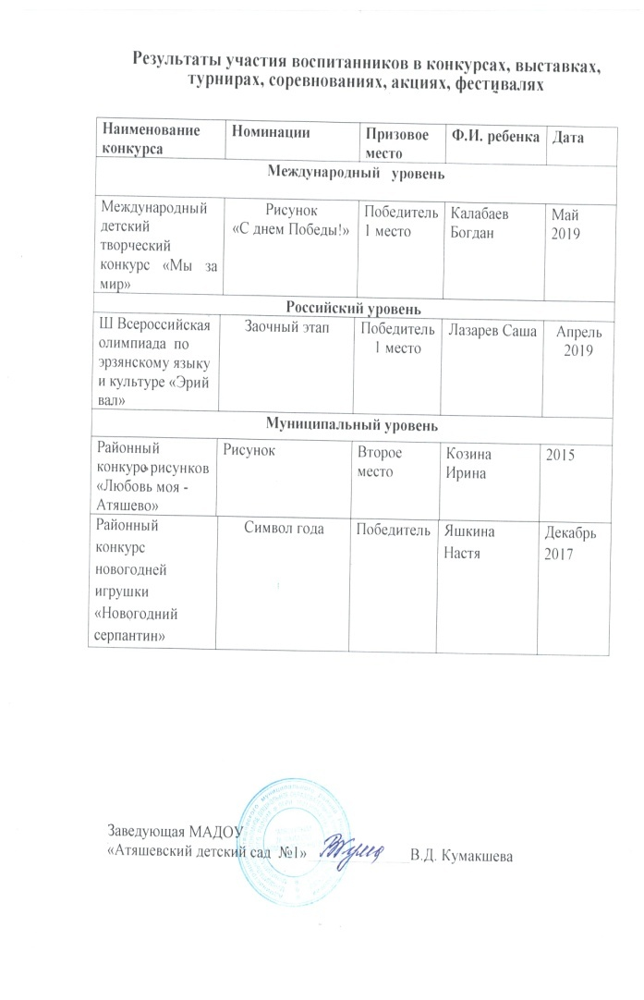 Результаты участия воспитанников в конкурсах, выставках,
турнирах, соревнованиях, акциях, фестивалях
Наименование конкурса Номинации Призовое место Ф.И. ребенка Дата
Международный уровень
Международный детский творческий конкурс «Мы за мир» Рисунок «С днем Победы!» Победитель 1 место Калабаев Богдан Май 2019
Российский уровень
Ш Всероссийская олимпиада по эрзянскому языку и культуре «Эрий вал» Заочный этап Победитель 1 место Лазарев Саша Апрель 2019
Муниципальный уровень
Районный конкурс рисунков «Любовь моя - Атяшево» Рисунок Второе место Козина Ирина 2015
Районный конкурс новогодней игрушки «Новогодний серпантин» Символ года Победитель Яшкина Настя Декабрь 2017
Заведующая МАДОУ
«Атяшевский детский сад №1» В.Д. Кумакшева